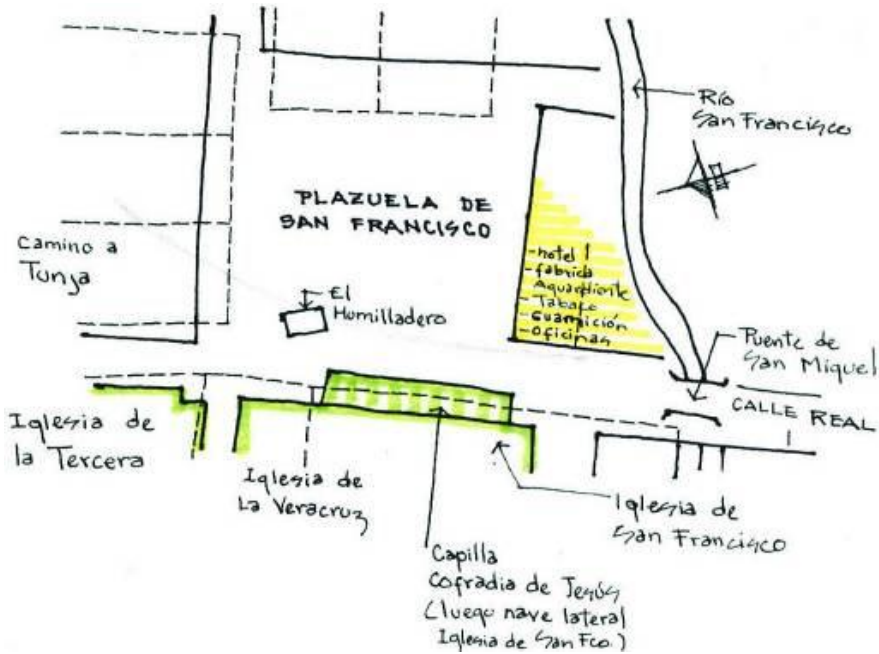 Río
San Francisco
PLAZUELA DE
SAN FRANCISCO
Camino a
Tunja
El
Humilladero
-hotel
-fábrica
Aguardiente
-Tabaco
-Guarnición
-Oficinas
Puente de
San Miguel
CALLE REAL
Iglesia de
la Tercera
Iglesia de
La Veracruz
Iglesia de
San Francisco
Capilla
Cofradia de Jesús
(luego nave lateral
Iglesia de San Fco.)